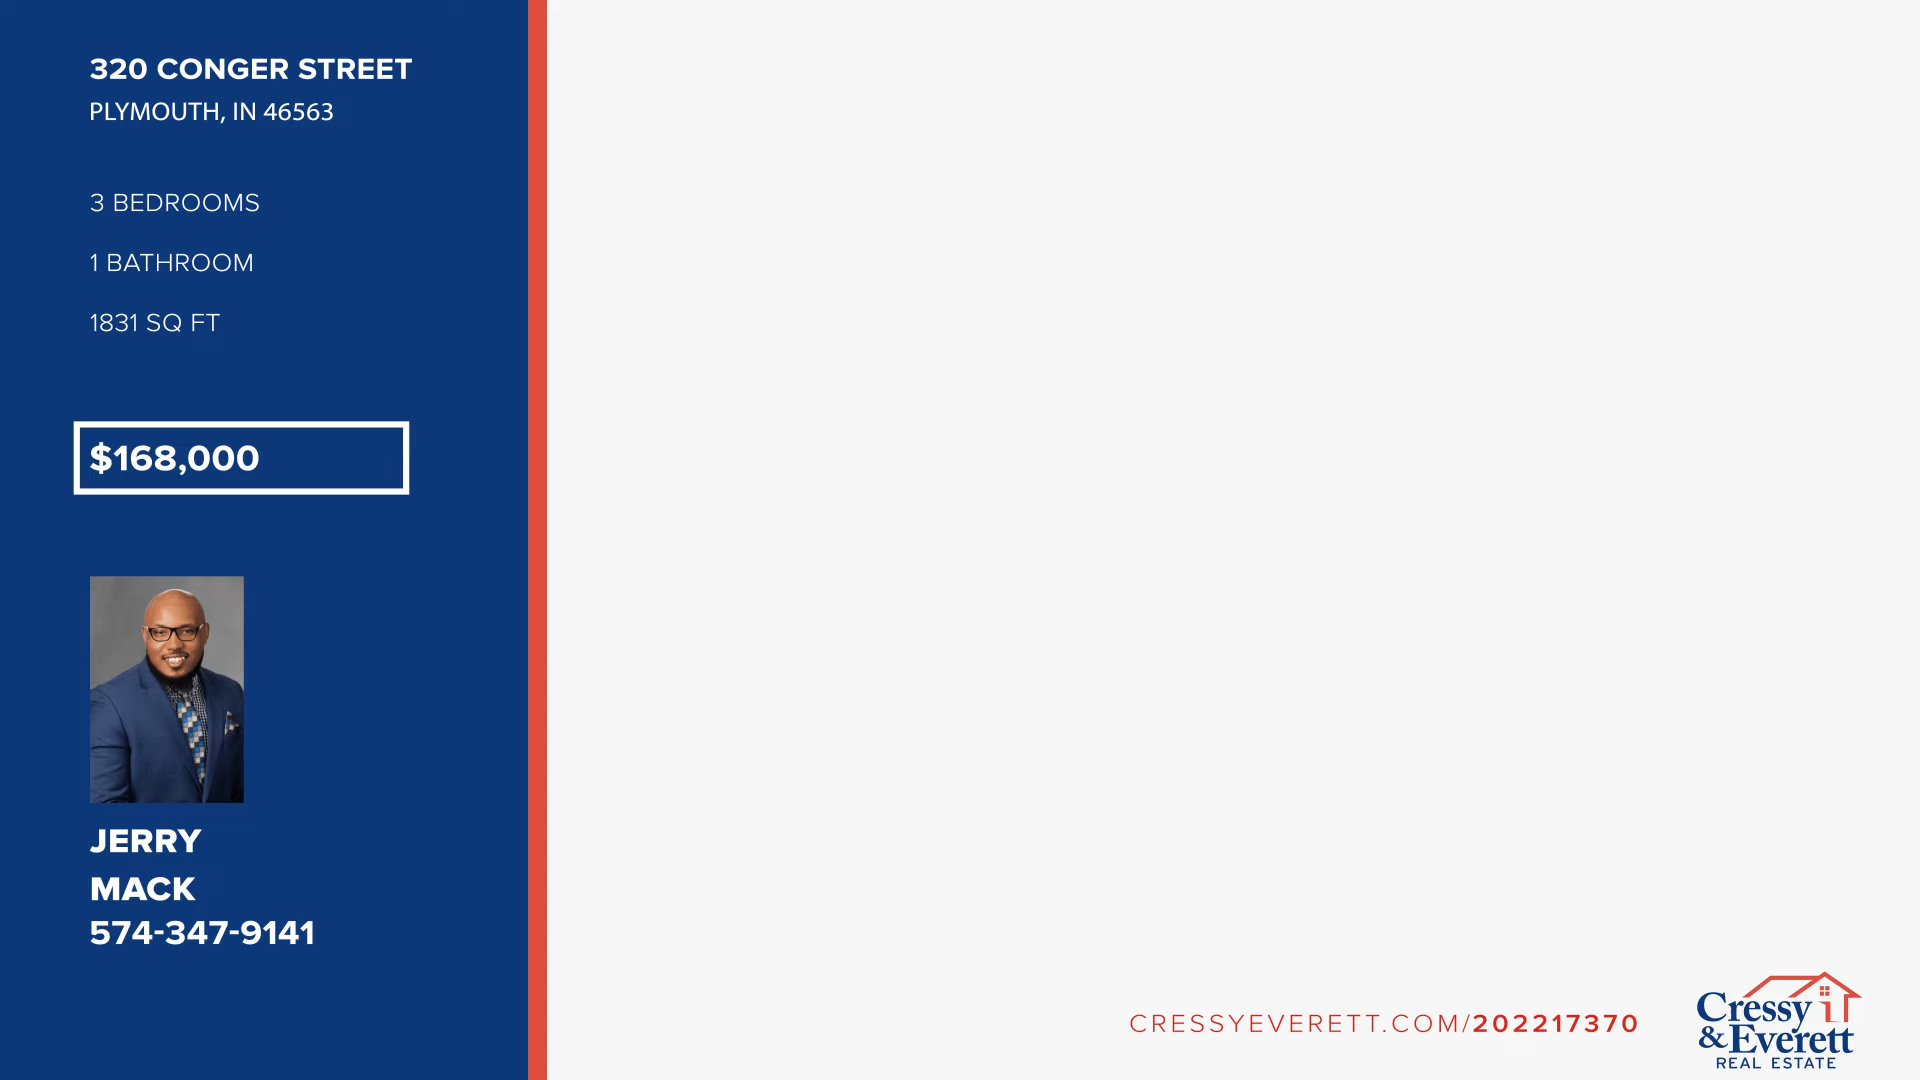 320 CONGER STREET
PLYMOUTH, IN 46563
3 BEDROOMS
1 BATHROOM
1831 SQ FT
$168,000
JERRY
MACK
574-347-9141
CRESSYEVERETT.COM/202217370
Cressy
& Everett
REAL ESTATE